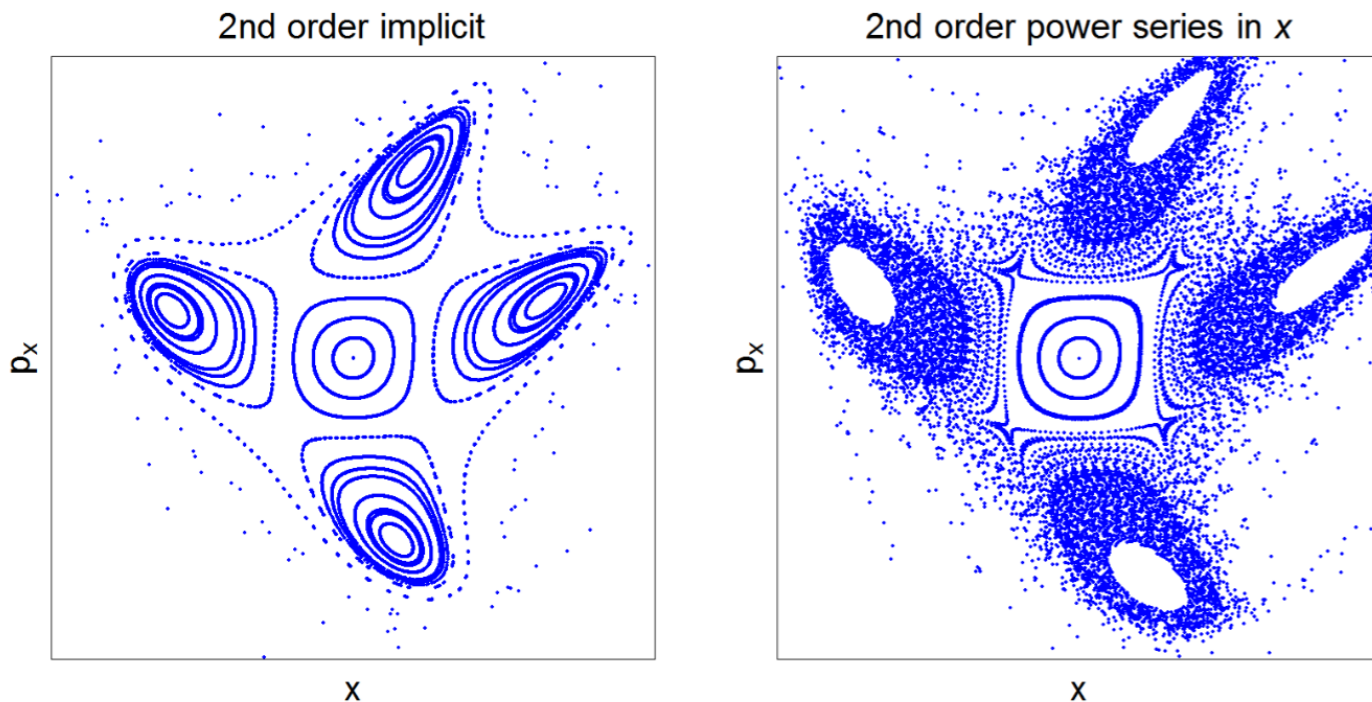 2nd order implicit
2nd order power series in x
pₓ
pₓ
x
x